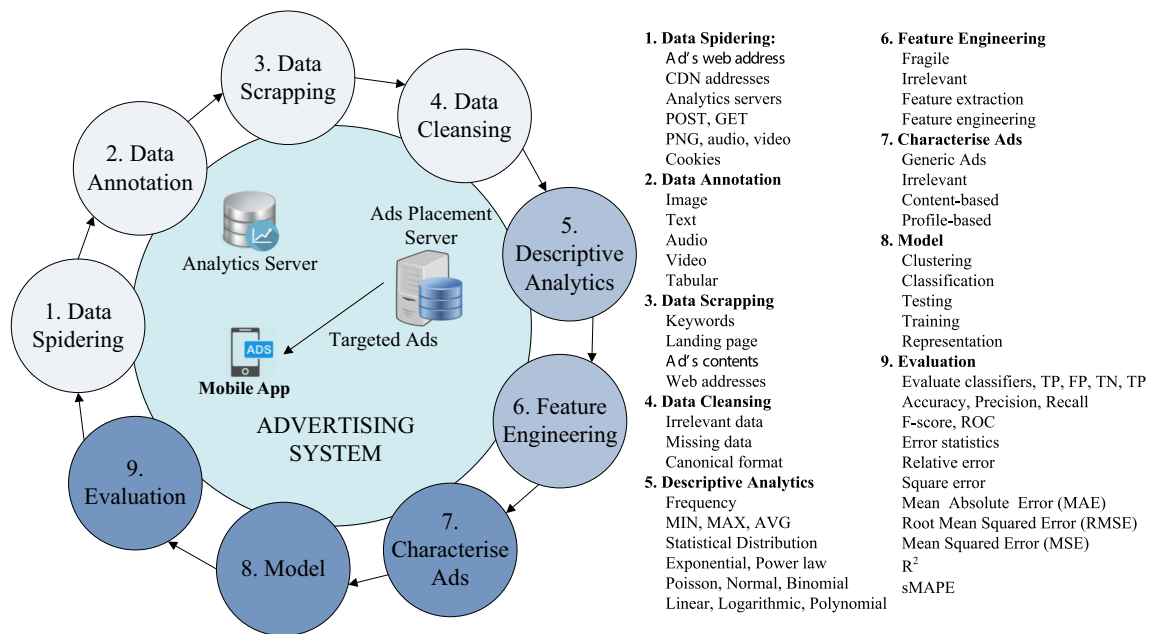 3. Data
Scrapping
4. Data
Cleansing
2. Data
Annotation
5.
Descriptive
Analytics
1. Data
Spidering
6. Feature
Engineering
9.
Evaluation
7.
Characterise
Ads
8. Model
Analytics Server
Ads Placement
Server
Targeted Ads
ADS
Mobile App
ADVERTISING
SYSTEM
1. Data Spidering:
Ad's web address
CDN addresses
Analytics servers
POST, GET
PNG, audio, video
Cookies
2. Data Annotation
Image
Text
Audio
Video
Tabular
3. Data Scrapping
Keywords
Landing page
Ad's contents
Web addresses
4. Data Cleansing
Irrelevant data
Missing data
Canonical format
5. Descriptive Analytics
Frequency
MIN, MAX, AVG
Statistical Distribution
Exponential, Power law
Poisson, Normal, Binomial
Linear, Logarithmic, Polynomial
6. Feature Engineering
Fragile
Irrelevant
Feature extraction
Feature engineering
7. Characterise Ads
Generic Ads
Irrelevant
Content-based
Profile-based
8. Model
Clustering
Classification
Testing
Training
Representation
9. Evaluation
Evaluate classifiers, TP, FP, TN, TP
Accuracy, Precision, Recall
F-score, ROC
Error statistics
Relative error
Square error
Mean Absolute Error (MAE)
Root Mean Squared Error (RMSE)
Mean Squared Error (MSE)
R²
sMAPE